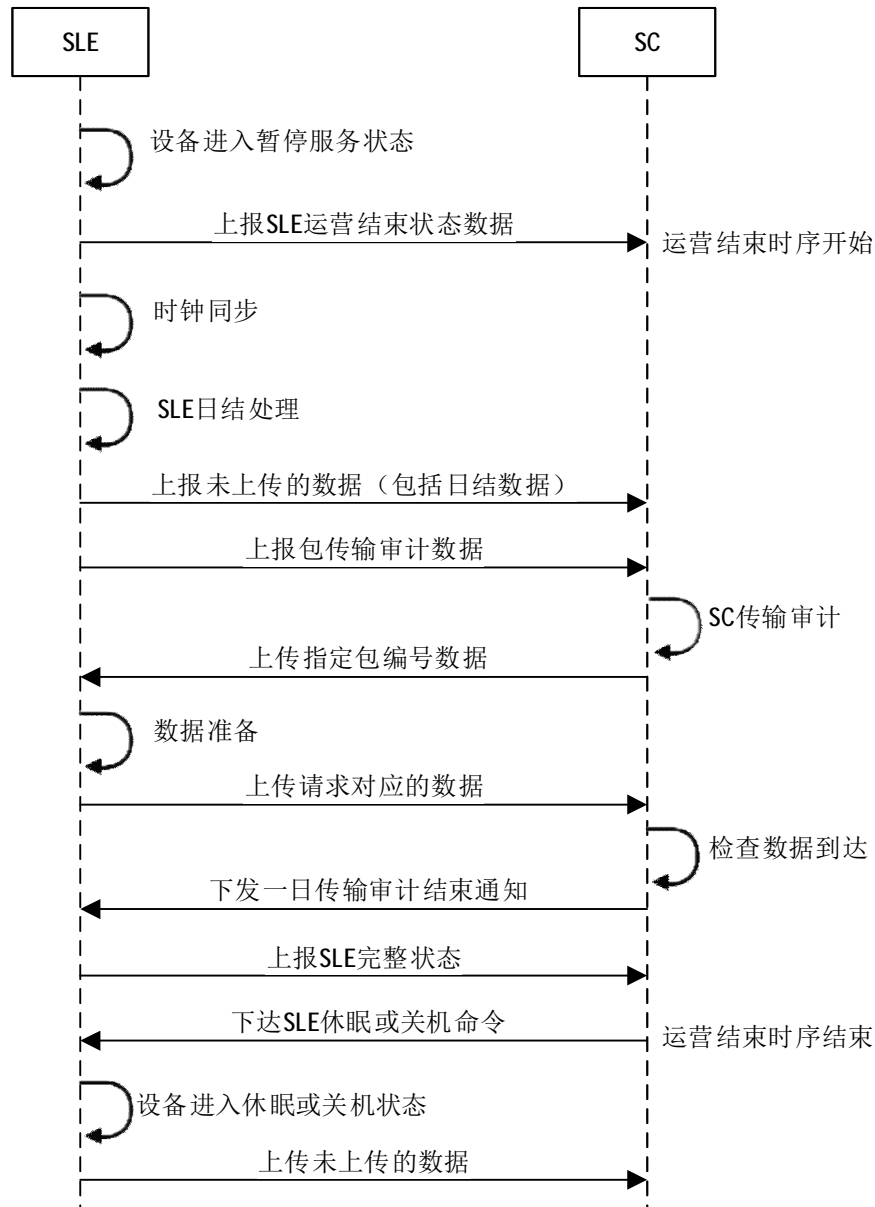 SLE
SC
设备进入暂停服务状态
上报SLE运营结束状态数据
运营结束时序开始
时钟同步
SLE日结处理
上报未上传的数据（包括日结数据）
上报包传输审计数据
SC传输审计
上传指定包编号数据
数据准备
上传请求对应的数据
检查数据到达
下发一日传输审计结束通知
上报SLE完整状态
下达SLE休眠或关机命令
运营结束时序结束
设备进入休眠或关机状态
上传未上传的数据